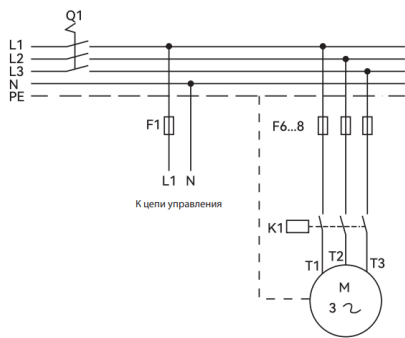 Q1
L1
L2
L3
N
PE
F1
F6...8
L1 N
К цепи управления
K1
T1
T2
T3
M
3